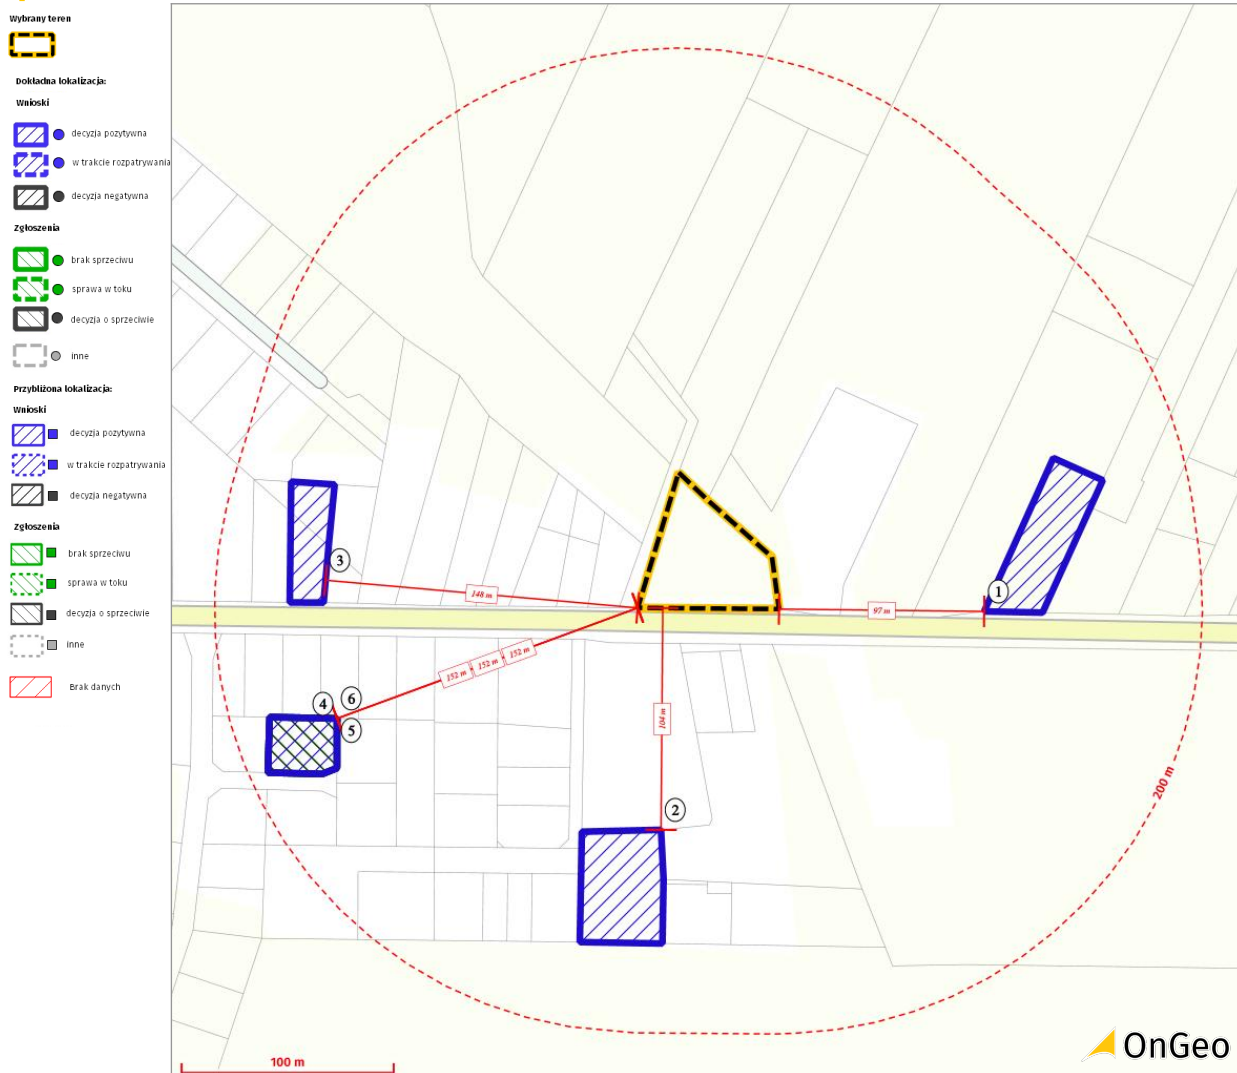 Wybrany teren
Dokładna lokalizacja:
Wnioski
decyzja pozytywna
w trakcie rozpatrywania
decyzja negatywna
Zgłoszenia
brak sprzeciwu
sprawa w toku
decyzja o sprzeciwie
inne
Przybliżona lokalizacja:
Wnioski
decyzja pozytywna
w trakcie rozpatrywania
decyzja negatywna
Zgłoszenia
brak sprzeciwu
sprawa w toku
decyzja o sprzeciwie
inne
Brak danych
3
148 m
1
97 m
152 m
152 m
152 m
4
6
5
104 m
2
200 m
100 m
OnGeo